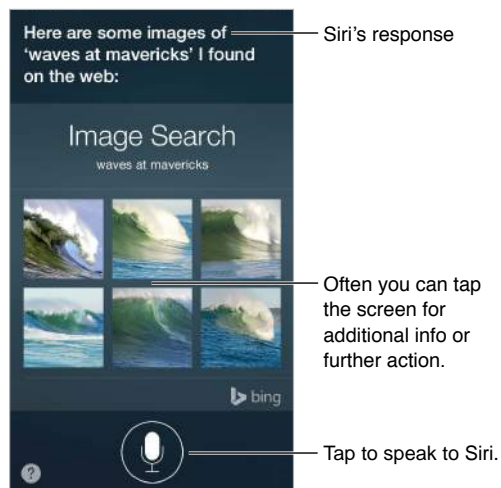 Here are some images of
‘waves at mavericks’ I found
on the web:
Siri’s response
Image Search
waves at mavericks
Often you can tap
the screen for
additional info or
further action.
bing
Tap to speak to Siri.
?